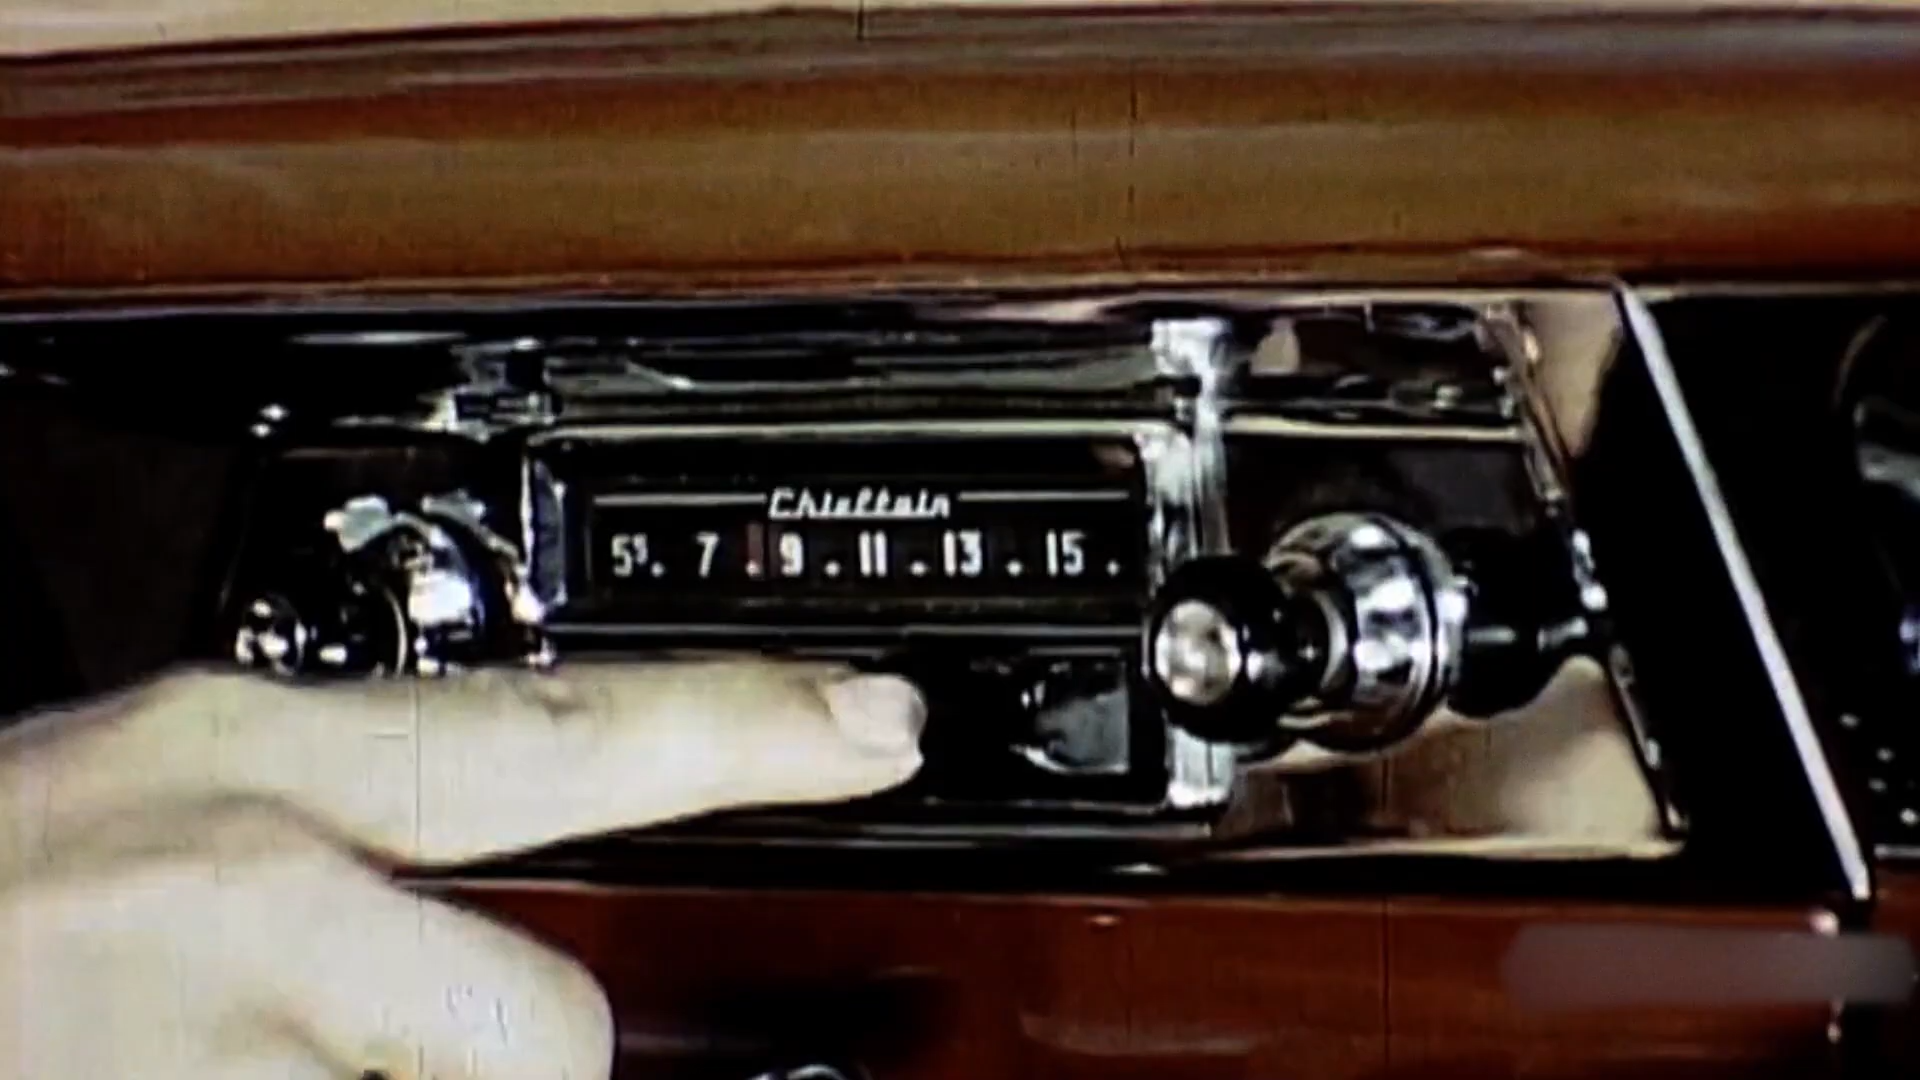 Chieftain
5⁵. 7 . 9 . 11 . 13 . 15 .